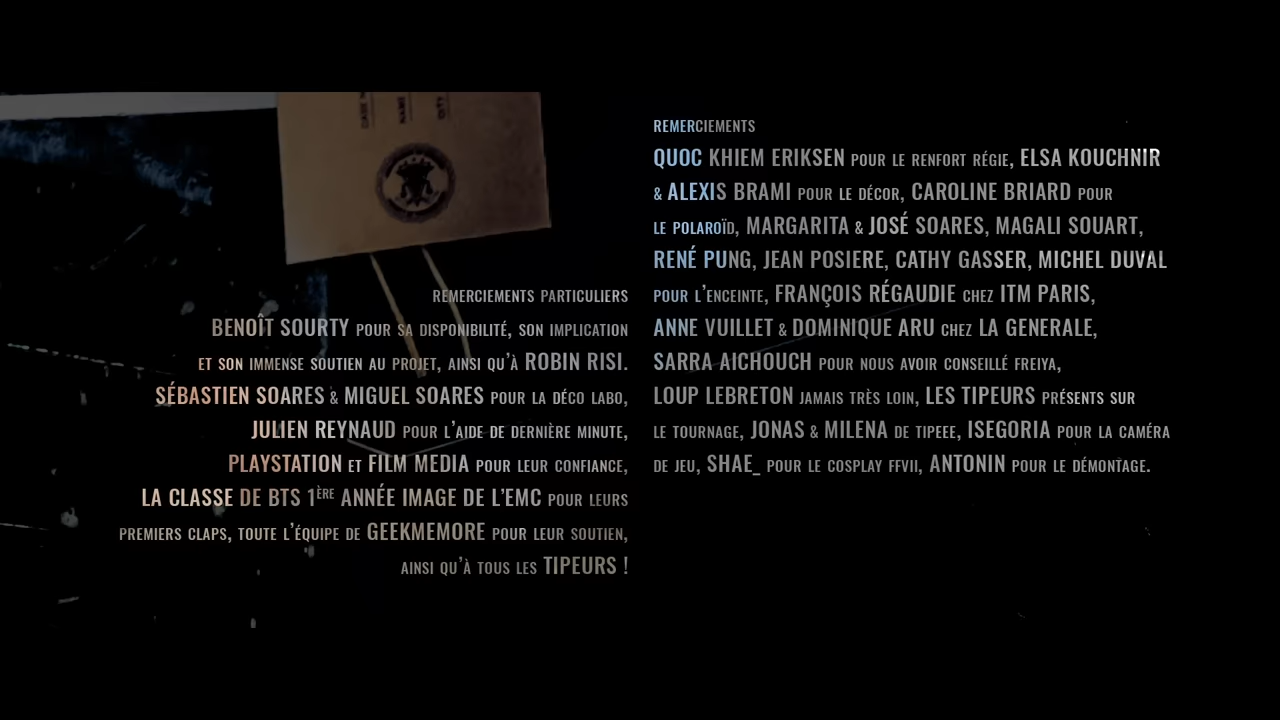 CASE N
NAME
CITY
REMERCIEMENTS PARTICULIERS
BENOÎT SOURTY POUR SA DISPONIBILITÉ, SON IMPLICATION
ET SON IMMENSE SOUTIEN AU PROJET, AINSI QU'À ROBIN RISI.
SÉBASTIEN SOARES & MIGUEL SOARES POUR LA DÉCO LABO,
JULIEN REYNAUD POUR L'AIDE DE DERNIÈRE MINUTE,
PLAYSTATION ET FILM MEDIA POUR LEUR CONFIANCE,
LA CLASSE DE BTS 1ÈRE ANNÉE IMAGE DE L'EMC POUR LEURS
PREMIERS CLAPS, TOUTE L'ÉQUIPE DE GEEKMEMORE POUR LEUR SOUTIEN,
AINSI QU'À TOUS LES TIPEURS !
REMERCIEMENTS
QUOC KHIEM ERIKSEN POUR LE RENFORT RÉGIE, ELSA KOUCHNIR
& ALEXIS BRAMI POUR LE DÉCOR, CAROLINE BRIARD POUR
LE POLAROÏD, MARGARITA & JOSÉ SOARES, MAGALI SOUART,
RENÉ PUNG, JEAN POSIERE, CATHY GASSER, MICHEL DUVAL
POUR L'ENCEINTE, FRANÇOIS RÉGAUDIE CHEZ ITM PARIS,
ANNE VUILLET & DOMINIQUE ARU CHEZ LA GENERALE,
SARRA AICHOUCH POUR NOUS AVOIR CONSEILLÉ FREIYA,
LOUP LEBRETON JAMAIS TRÈS LOIN, LES TIPEURS PRÉSENTS SUR
LE TOURNAGE, JONAS & MILENA DE TIPEEE, ISEGORIA POUR LA CAMÉRA
DE JEU, SHAE_ POUR LE COSPLAY FFVII, ANTONIN POUR LE DÉMONTAGE.